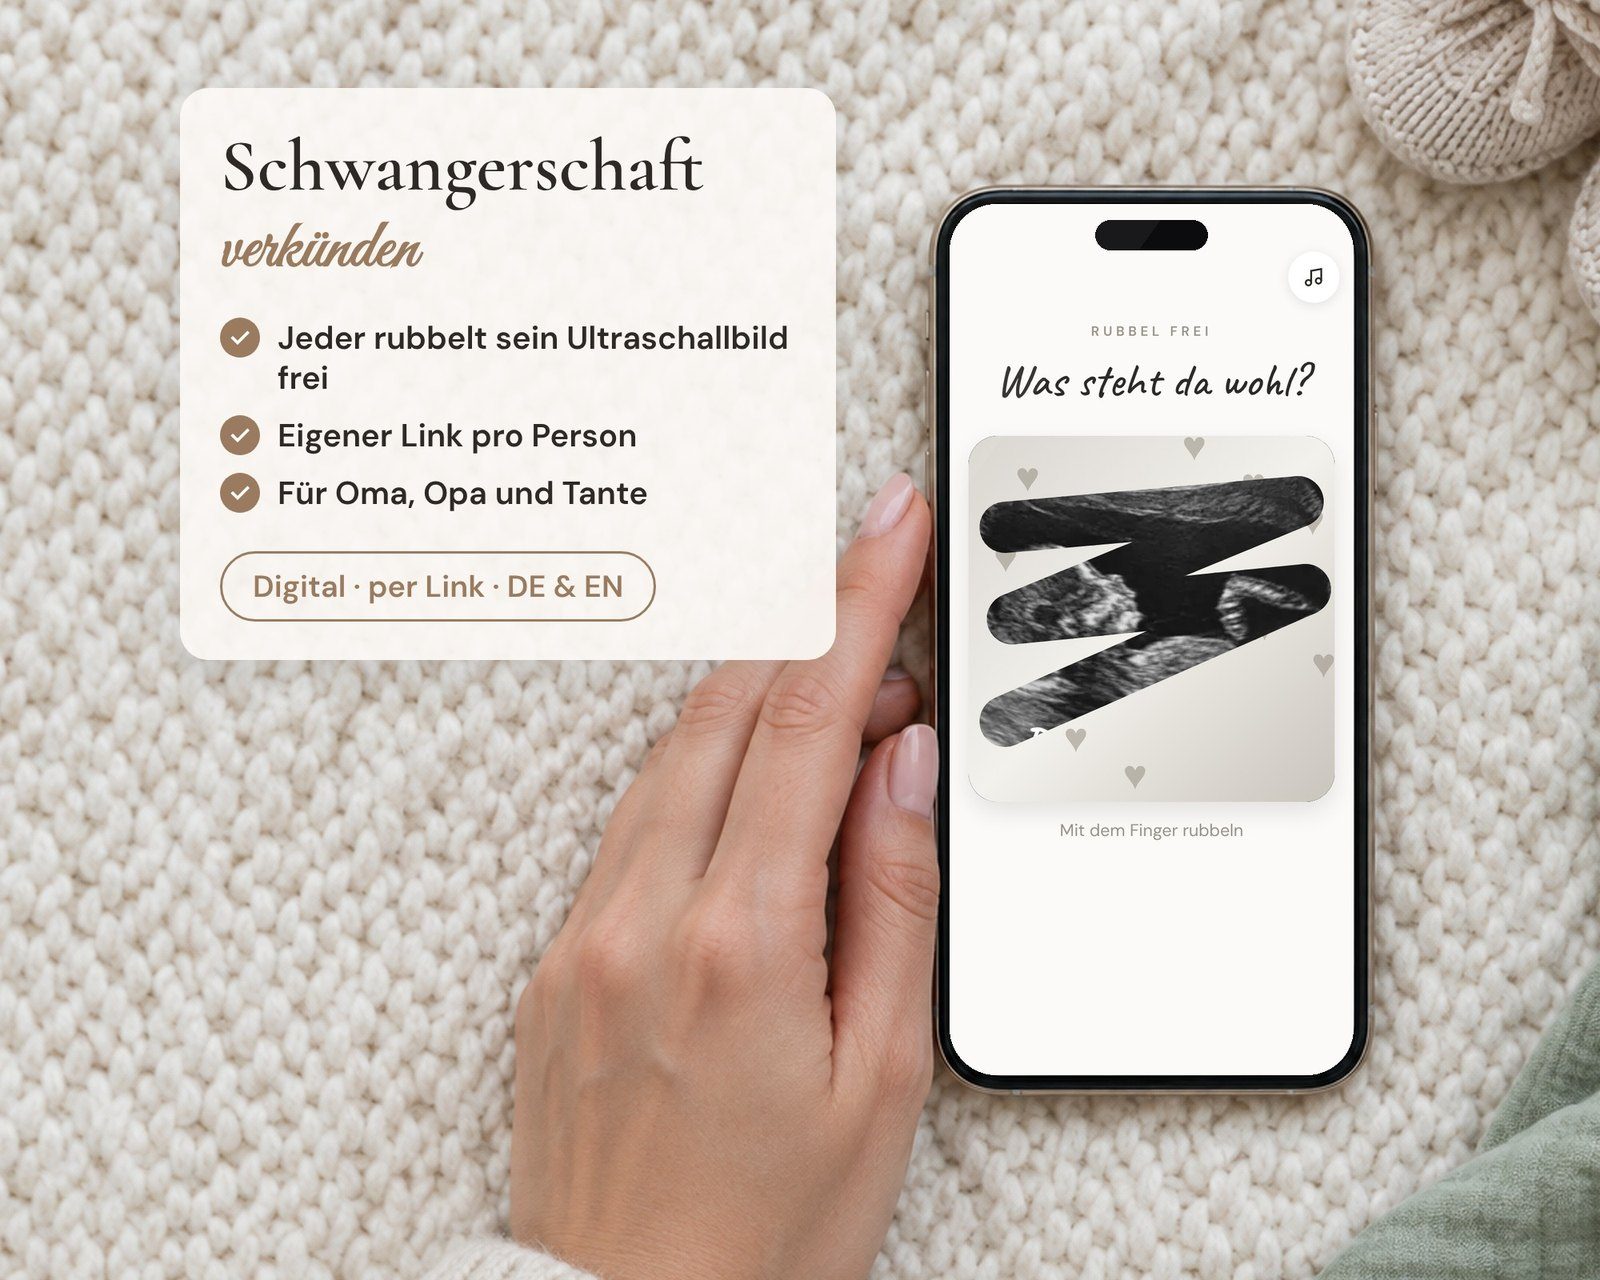 Schwangerschaft
verkünden
Jeder rubbelt sein Ultraschallbild
frei
Eigener Link pro Person
Für Oma, Opa und Tante
Digital · per Link · DE & EN
RUBBEL FREI
Was steht da wohl?
Mit dem Finger rubbeln